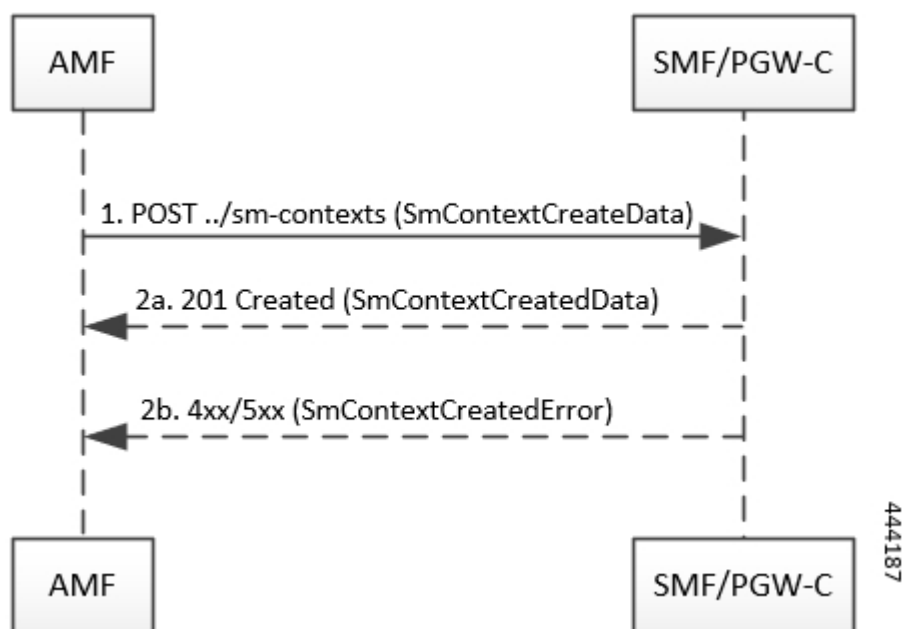 AMF
SMF/PGW-C
1. POST ../sm-contexts (SmContextCreateData)
2a. 201 Created (SmContextCreatedData)
2b. 4xx/5xx (SmContextCreatedError)
AMF
SMF/PGW-C
444187